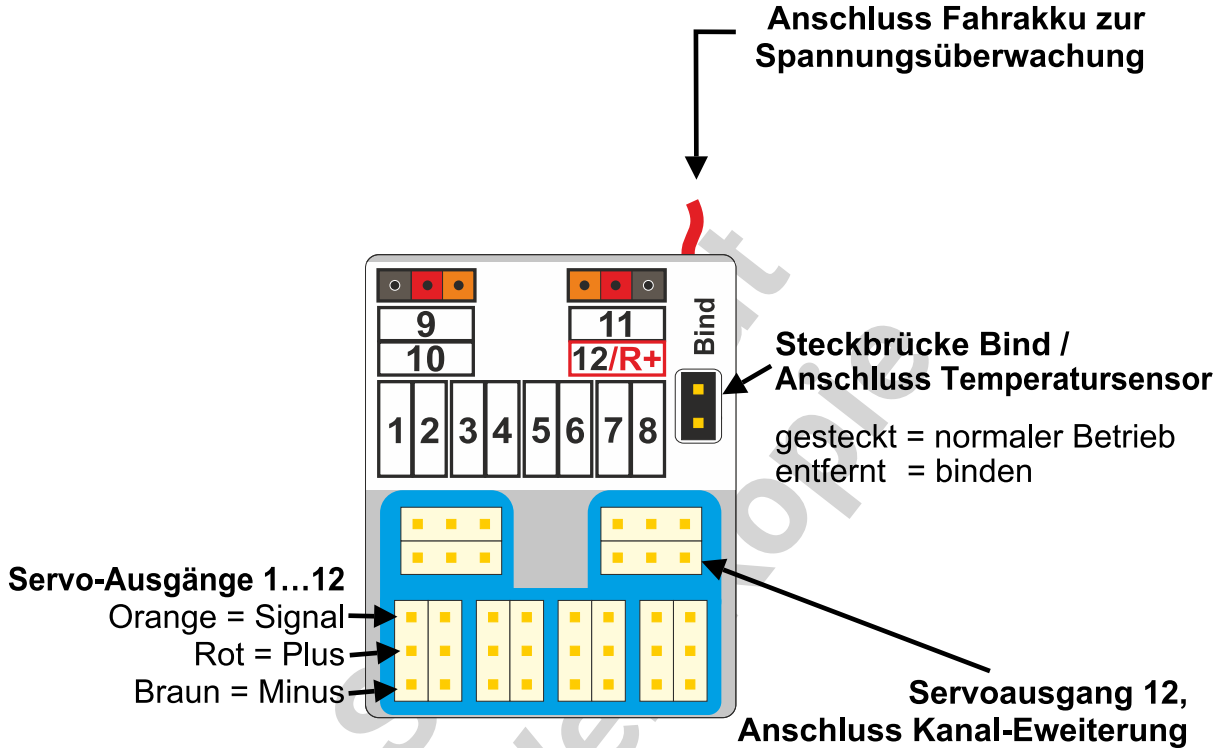 Anschluss Fahrakku zur
Spannungsüberwachung
9
10
11
12/R+
Bind
1 2 3 4 5 6 7 8
Steckbrücke Bind /
Anschluss Temperatursensor
gesteckt = normaler Betrieb
entfernt = binden
Servo-Ausgänge 1...12
Orange = Signal
Rot = Plus
Braun = Minus
Servoausgang 12,
Anschluss Kanal-Eweiterung
kopie